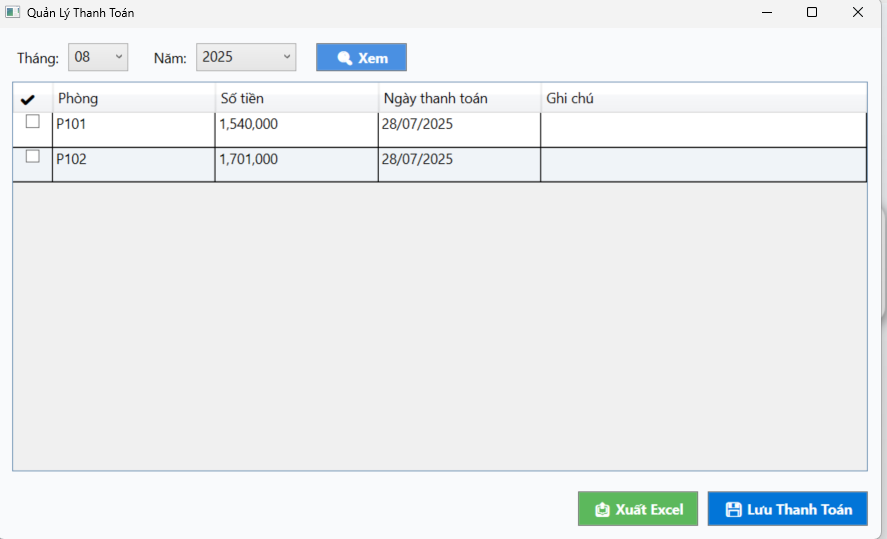 Quản Lý Thanh Toán
Tháng: 08 Năm: 2025 Xem
Phòng Số tiền Ngày thanh toán Ghi chú
P101 1,540,000 28/07/2025
P102 1,701,000 28/07/2025
Xuất Excel Lưu Thanh Toán